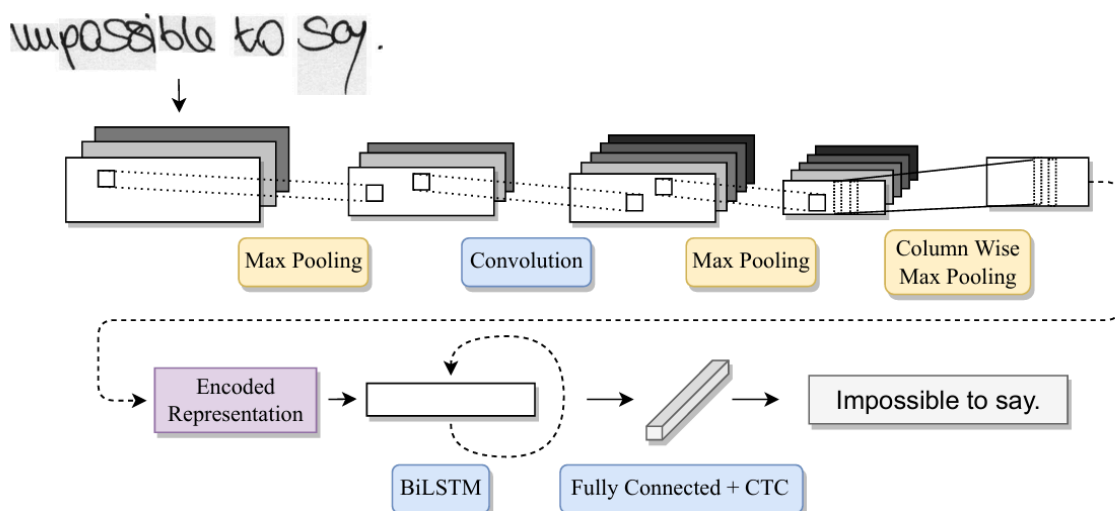 impossible to say.
Max Pooling
Convolution
Max Pooling
Column Wise
Max Pooling
Encoded
Representation
Impossible to say.
BiLSTM
Fully Connected + CTC